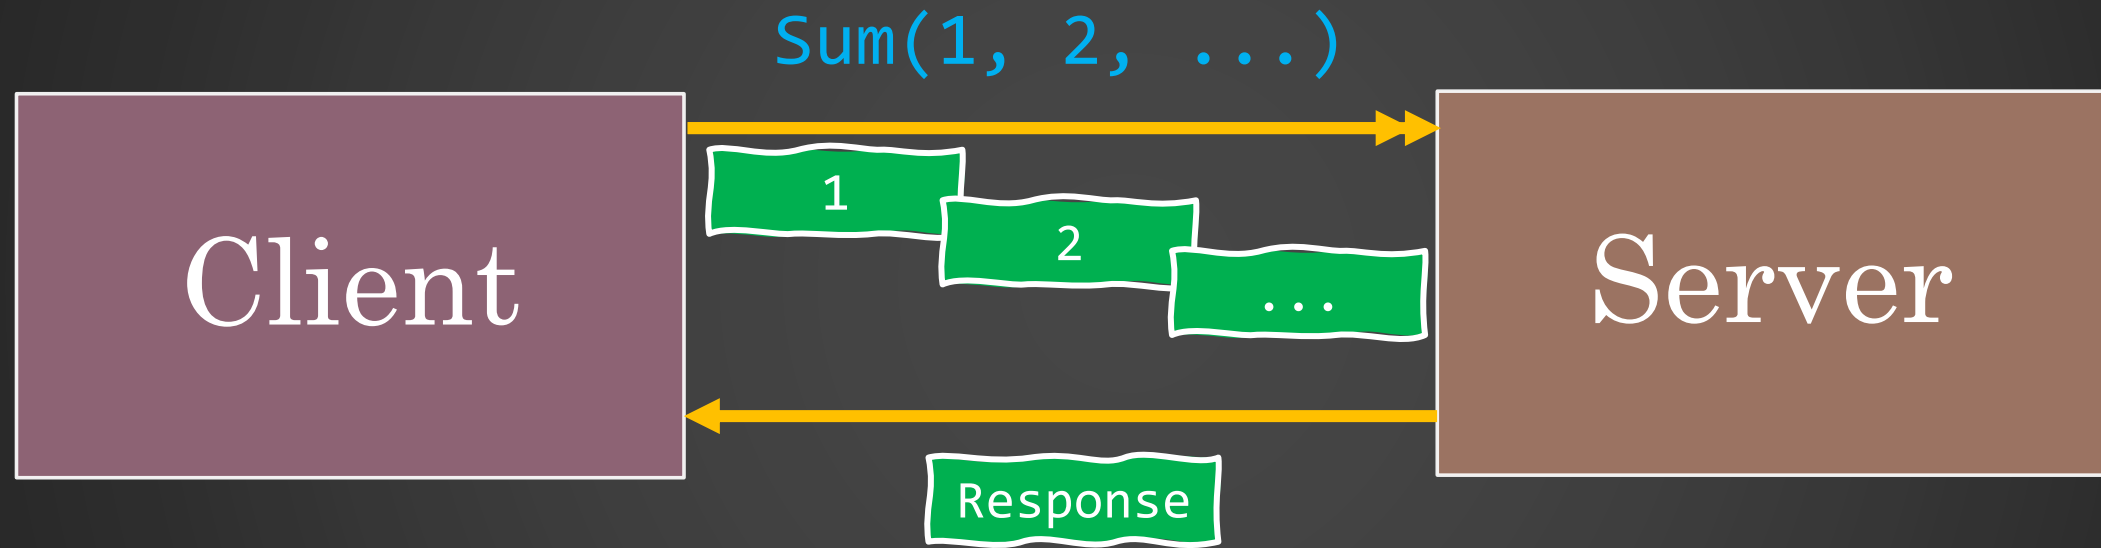 Sum(1, 2, ...)
Client
1
2
...
Server
Response